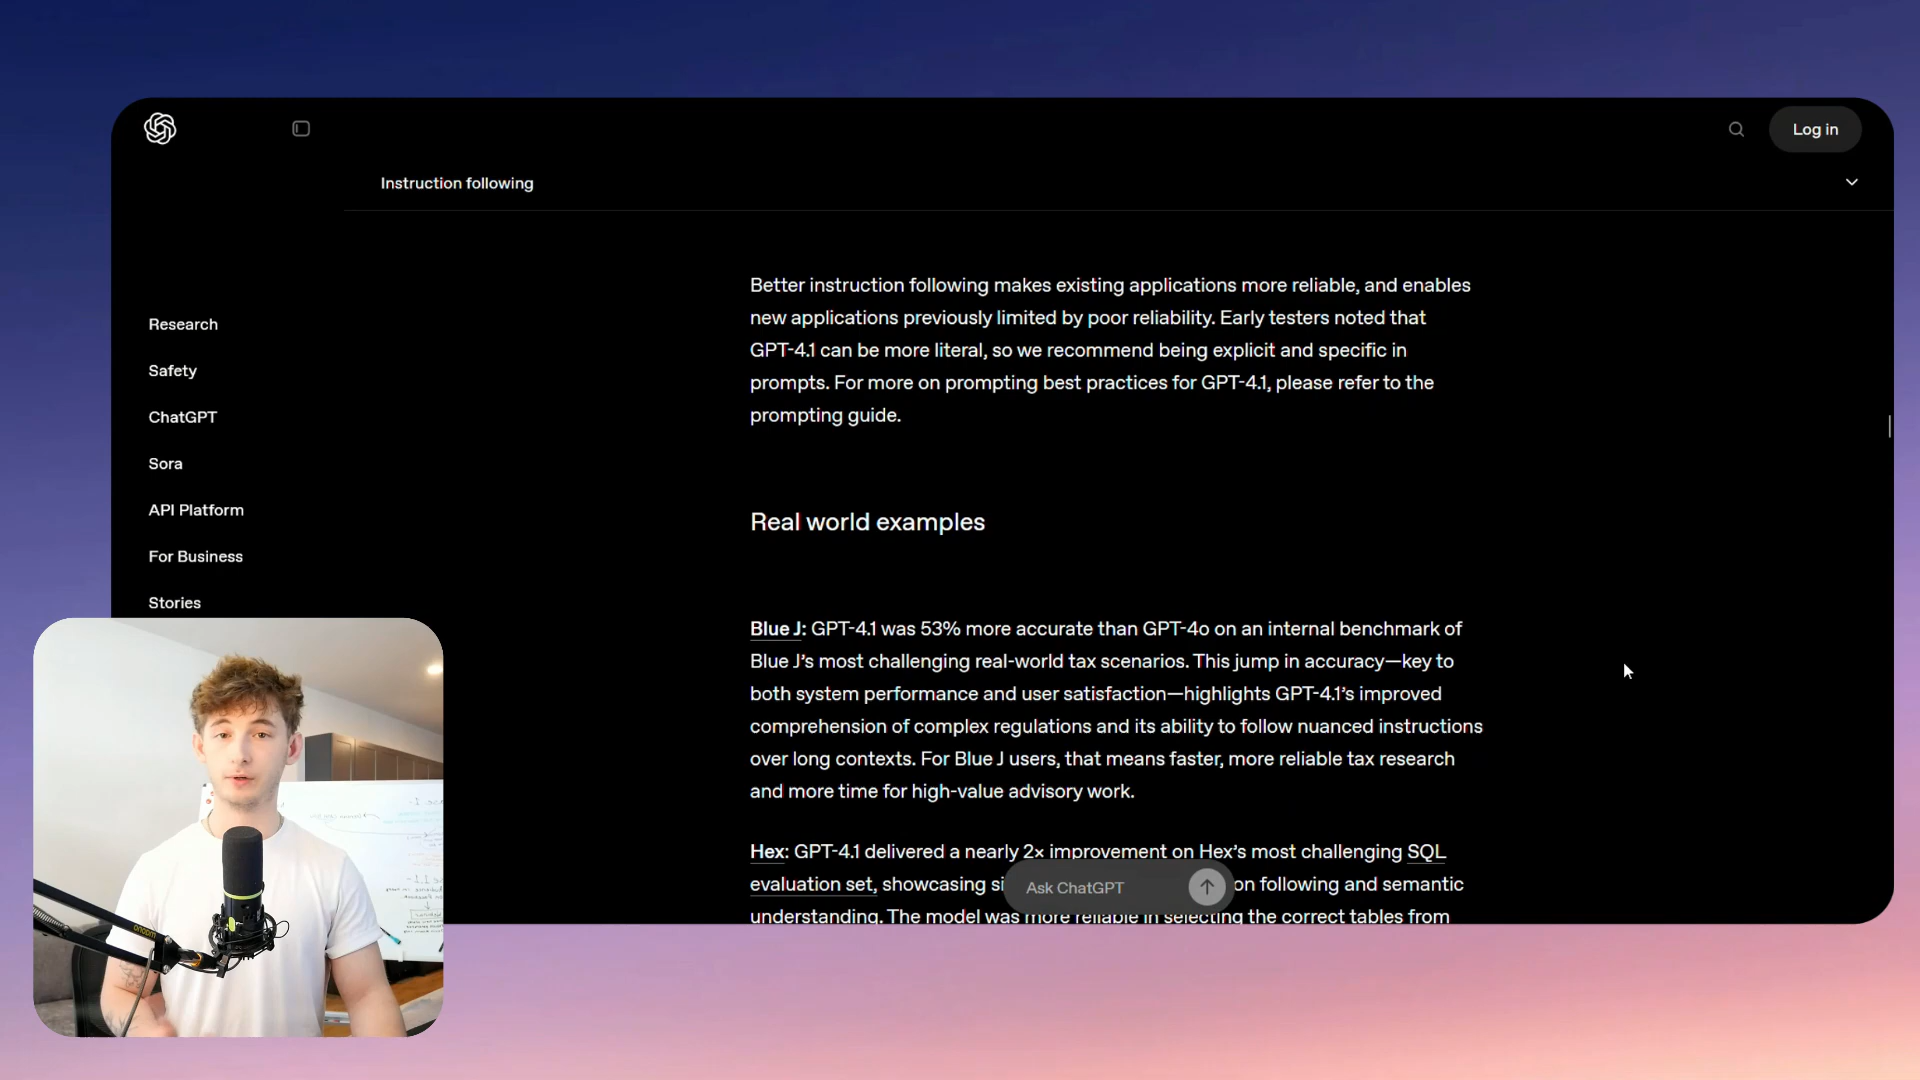 Log in
Instruction following
Research
Safety
ChatGPT
Sora
API Platform
For Business
Stories
Better instruction following makes existing applications more reliable, and enables
new applications previously limited by poor reliability. Early testers noted that
GPT-4.1 can be more literal, so we recommend being explicit and specific in
prompts. For more on prompting best practices for GPT-4.1, please refer to the
prompting guide.
Real world examples
Blue J: GPT-4.1 was 53% more accurate than GPT-4o on an internal benchmark of
Blue J’s most challenging real-world tax scenarios. This jump in accuracy—key to
both system performance and user satisfaction—highlights GPT-4.1’s improved
comprehension of complex regulations and its ability to follow nuanced instructions
over long contexts. For Blue J users, that means faster, more reliable tax research
and more time for high-value advisory work.
Hex: GPT-4.1 delivered a nearly 2× improvement on Hex’s most challenging SQL
evaluation set, showcasing on following and semantic
understanding. The model was more reliable in selecting the correct tables from
Ask ChatGPT